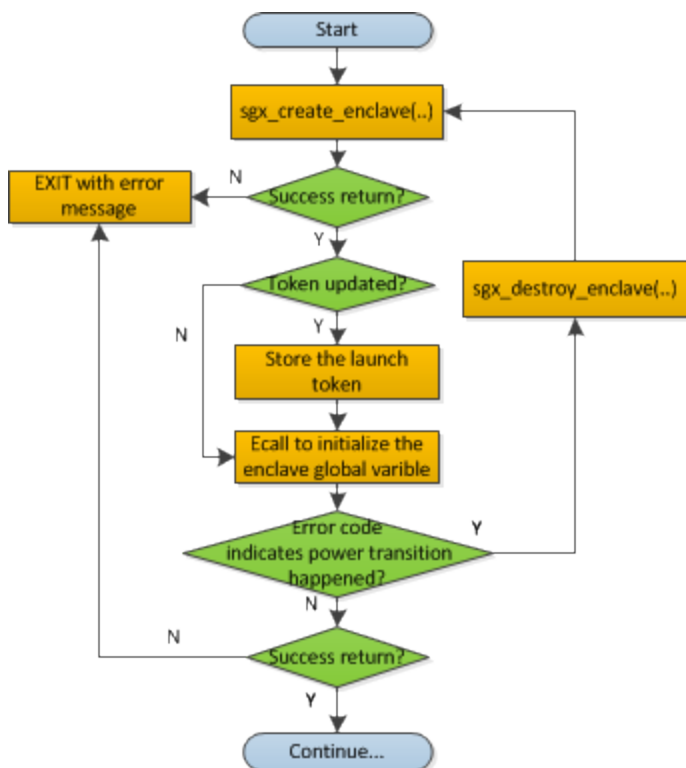 Start
sgx_create_enclave(..)
N
EXIT with error
message
Success return?
Y
Token updated?
sgx_destroy_enclave(..)
N
Y
Store the launch
token
Ecall to initialize the
enclave global varible
Error code
indicates power transition
happened?
Y
N
N
Success return?
Y
Continue...